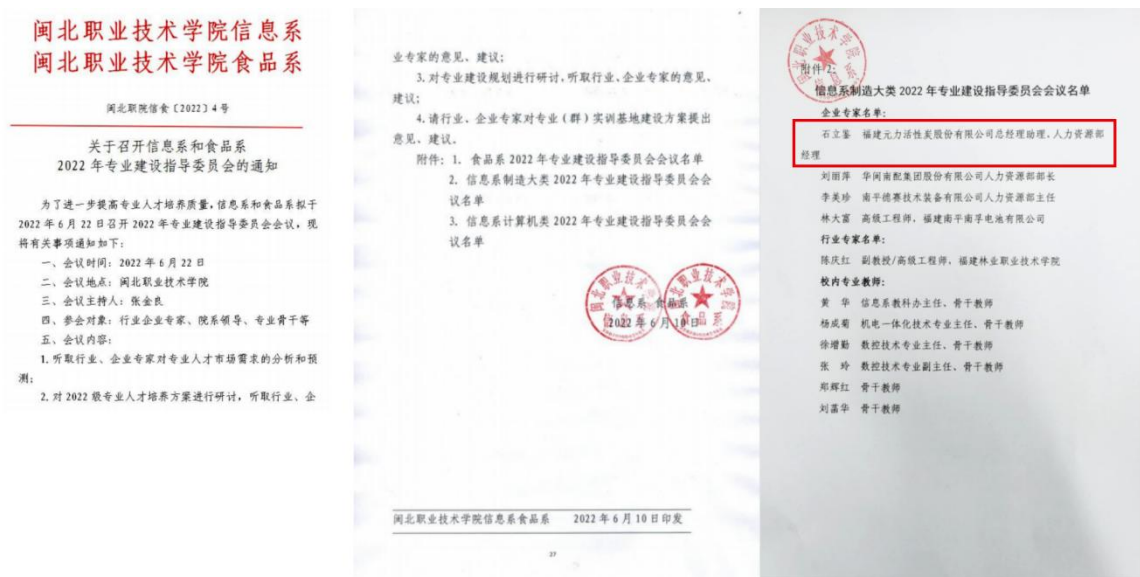 闽北职业技术学院信息系
闽北职业技术学院食品系
闽北职院信食〔2022〕4号
关于召开信息系和食品系
2022年专业建设指导委员会的通知
为了进一步提高专业人才培养质量,信息系和食品系拟于
2022年6月22日召开2022年专业建设指导委员会会议,现
将有关事项通知如下:
一、会议时间:2022年6月22日
二、会议地点:闽北职业技术学院
三、会议主持人:张金良
四、参会对象:行业企业专家、院系领导、专业骨干等
五、会议内容:
1.听取行业、企业专家对专业人才市场需求的分析和预
测;
2.对2022级专业人才培养方案进行研讨,听取行业、企
业专家的意见、建议;
3.对专业建设规划进行研讨,听取行业、企业专家的意见、
建议;
4.请行业、企业专家对专业(群)实训基地建设方案提出
意见、建议。
附件:1.食品系2022年专业建设指导委员会会议名单
2.信息系制造大类2022年专业建设指导委员会会
议名单
3.信息系计算机类2022年专业建设指导委员会会
议名单
信息系 食品系
2022年6月10日
闽北职业技术学院信息系食品系 2022年6月10日印发
27
附件2:
信息系制造大类2022年专业建设指导委员会会议名单
企业专家名单:
石立鉴 福建元力活性炭股份有限公司总经理助理、人力资源部
经理
刘丽萍 华闽南配集团股份有限公司人力资源部部长
李美珍 南平德赛技术装备有限公司人力资源部主任
林大富 高级工程师,福建南平南孚电池有限公司
行业专家名单:
陈庆红 副教授/高级工程师,福建林业职业技术学院
校内专业教师:
黄华 信息系教科办主任、骨干教师
杨成菊 机电一体化技术专业主任、骨干教师
徐增勤 数控技术专业主任、骨干教师
张玲 数控技术专业副主任、骨干教师
郑辉红 骨干教师
刘菡华 骨干教师